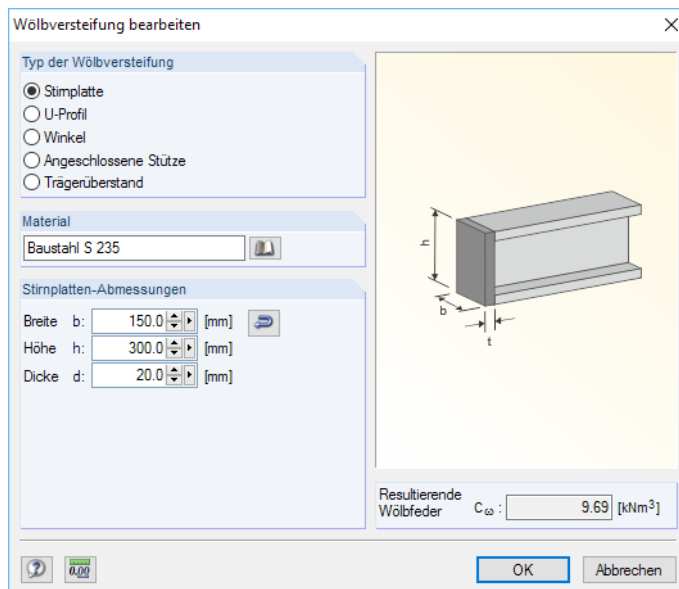 Wölbversteifung bearbeiten
Typ der Wölbversteifung
Stirnplatte
U-Profil
Winkel
Angeschlossene Stütze
Trägerüberstand
Material
Baustahl S 235
Stirnplatten-Abmessungen
Breite b: 150.0 [mm]
Höhe h: 300.0 [mm]
Dicke d: 20.0 [mm]
h
b
t
Resultierende
Wölbfeder Cω : 9.69 [kNm³]
0.00
OK
Abbrechen